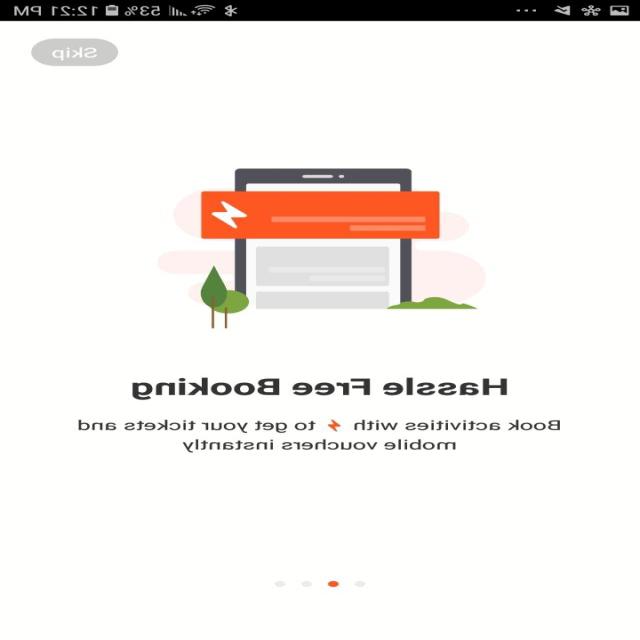 53% 12:21 PM
Skip
Hassle Free Booking
Book activities with to get your tickets and
mobile vouchers instantly